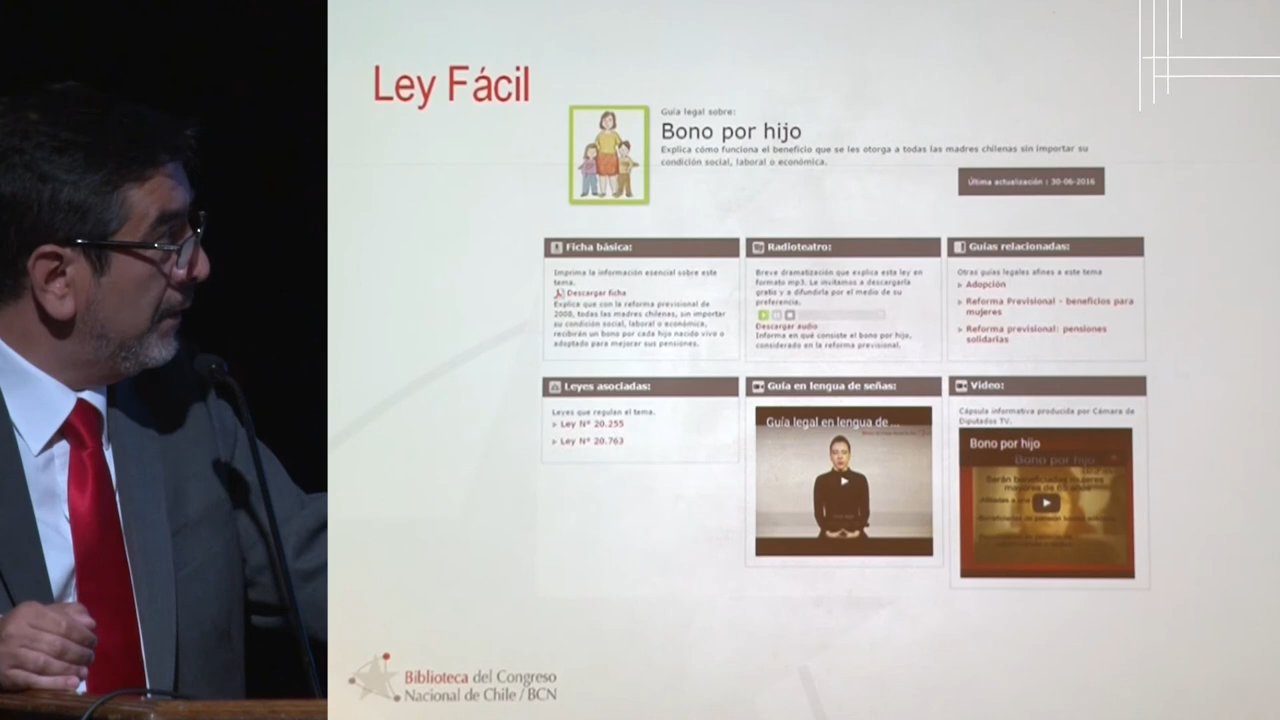 Ley Fácil
Guía legal sobre:
Bono por hijo
Explica cómo funciona el beneficio que se les otorga a todas las madres chilenas sin importar su
condición social, laboral o económica.
Última actualización : 30-06-2016
Ficha básica:
Imprima la información esencial sobre este
tema.
Descargar ficha
Explica que con la reforma previsional de
2008, todas las madres chilenas, sin importar
su condición social, laboral o económica,
recibirán un bono por cada hijo nacido vivo o
adoptado para mejorar sus pensiones.
Radioteatro:
Breve dramatización que explica esta ley en
formato mp3. Le invitamos a descargarla
gratis y a difundirla por el medio de su
preferencia.
Descargar audio
Informa en qué consiste el bono por hijo,
considerado en la reforma previsional.
Guías relacionadas:
Otras guías legales afines a este tema
Adopción
Reforma Previsional - beneficios para
mujeres
Reforma previsional: pensiones
solidarias
Leyes asociadas:
Leyes que regulan el tema.
Ley Nº 20.255
Ley Nº 20.763
Guía en lengua de señas:
Guía legal en lengua de ...
Video:
Cápsula informativa producida por Cámara de
Diputados TV.
Bono por hijo
Bono por hijo
Serán beneficiadas mujeres
mayores de 65 años
Biblioteca del Congreso
Nacional de Chile / BCN